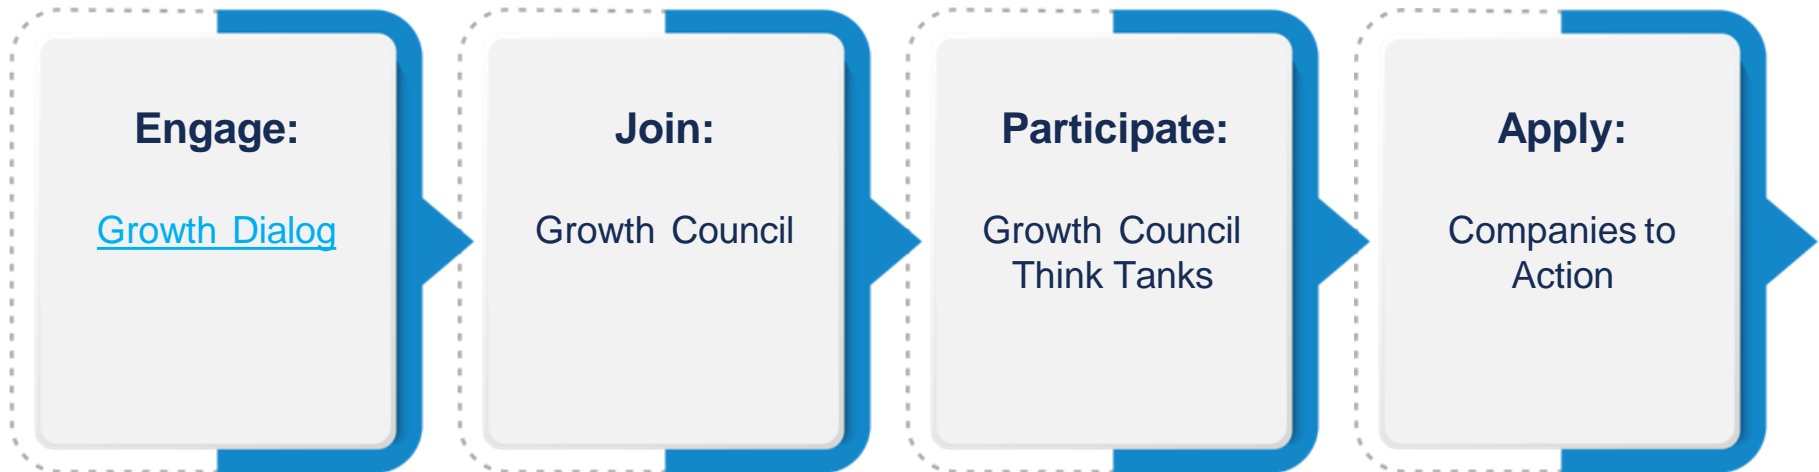 Engage:
Growth Dialog
Join:
Growth Council
Participate:
Growth Council
Think Tanks
Apply:
Companies to
Action